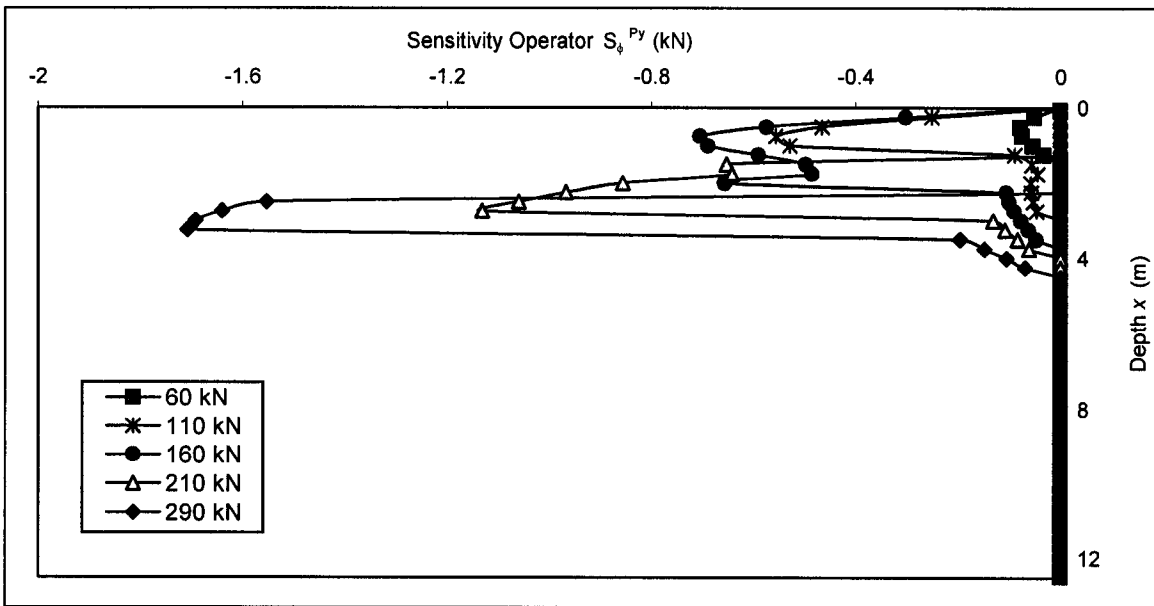 Sensitivity Operator S_ϕ^Py (kN)
-2 -1.6 -1.2 -0.8 -0.4 0
0
4
8
12
Depth x (m)
60 kN
110 kN
160 kN
210 kN
290 kN